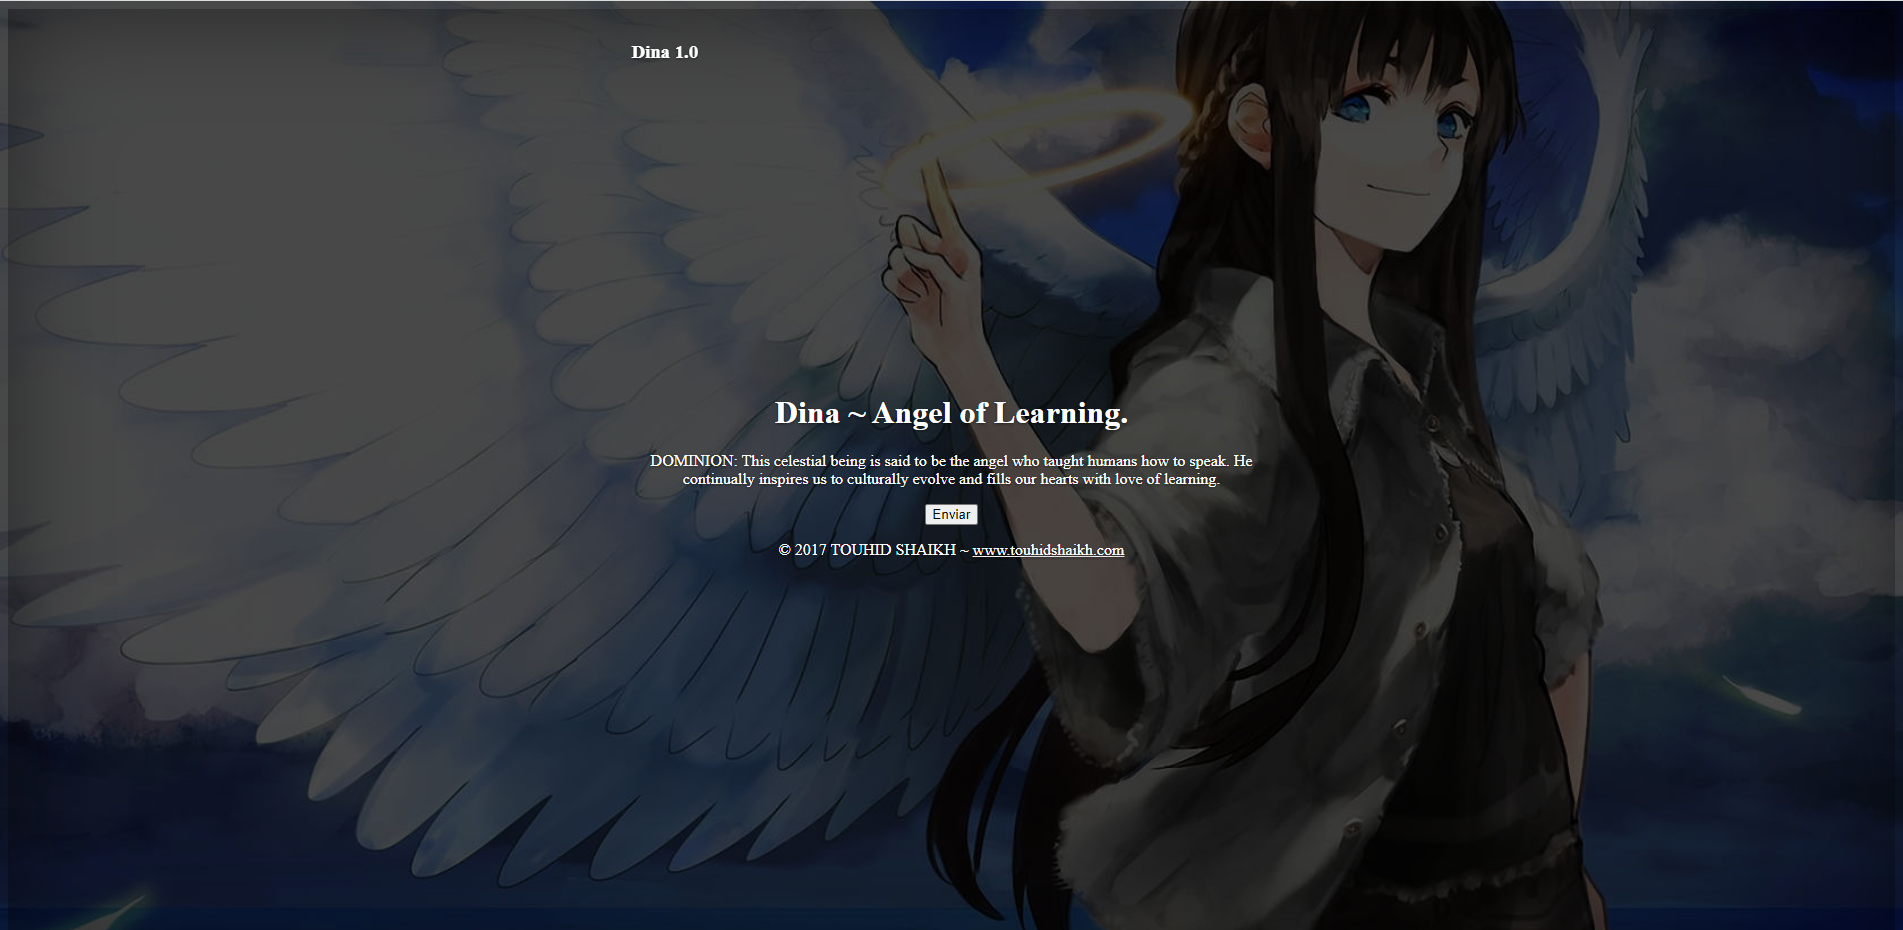 Dina 1.0
Dina ~ Angel of Learning.
DOMINION: This celestial being is said to be the angel who taught humans how to speak. He
continually inspires us to culturally evolve and fills our hearts with love of learning.
Enviar
© 2017 TOUHID SHAIKH ~ www.touhidshaikh.com